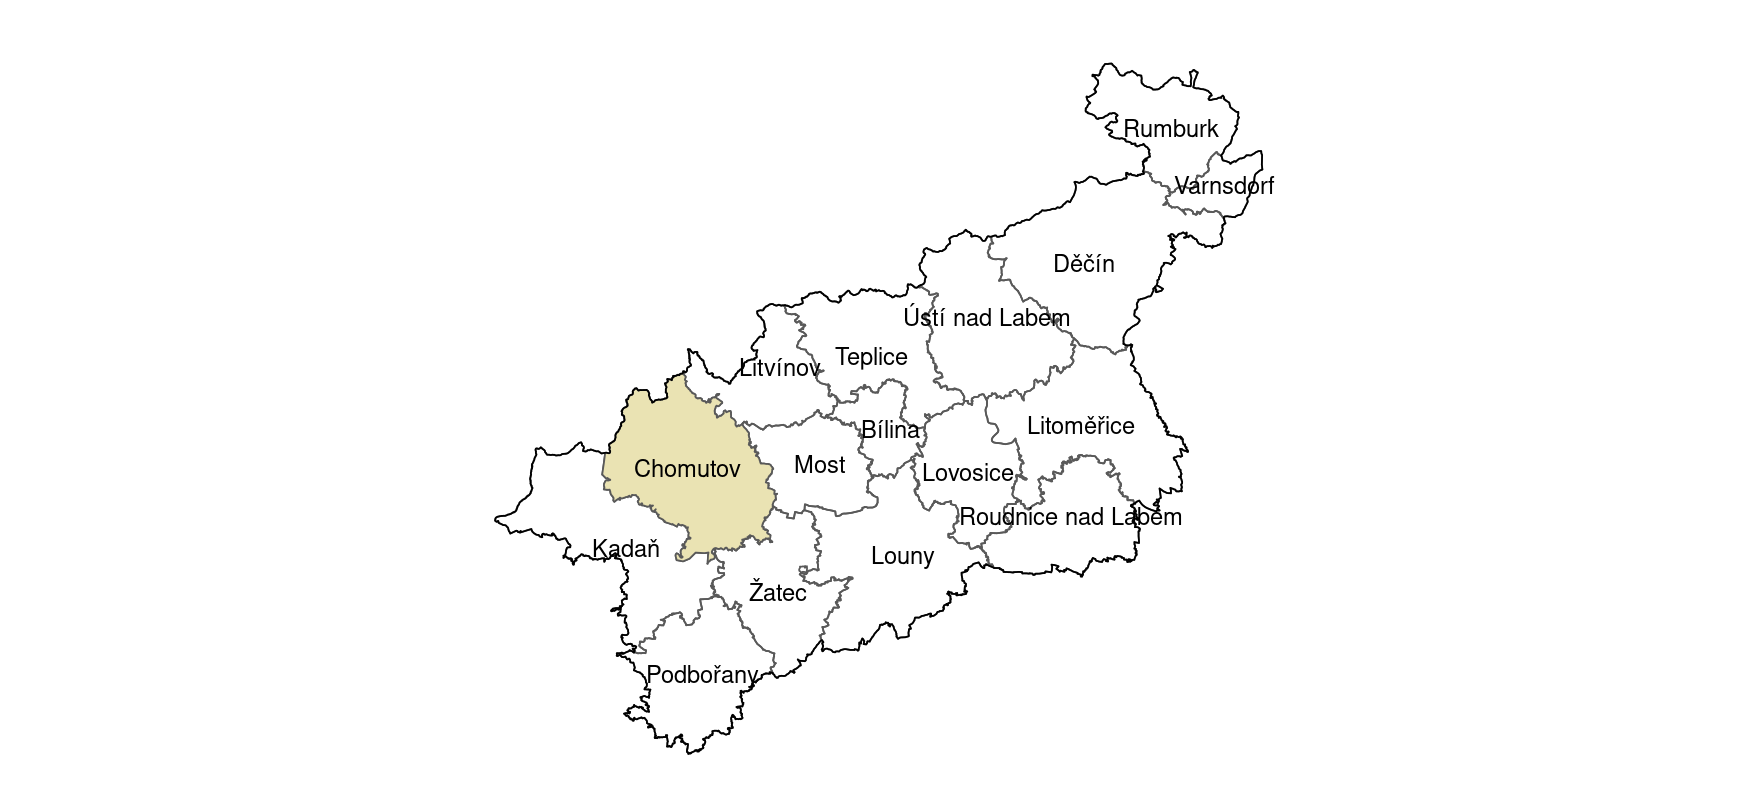 Rumburk
Varnsdorf
Děčín
Ústí nad Labem
Teplice
Litvínov
Litoměřice
Bílina
Most
Chomutov
Lovosice
Roudnice nad Labem
Kadaň
Louny
Žatec
Podbořany